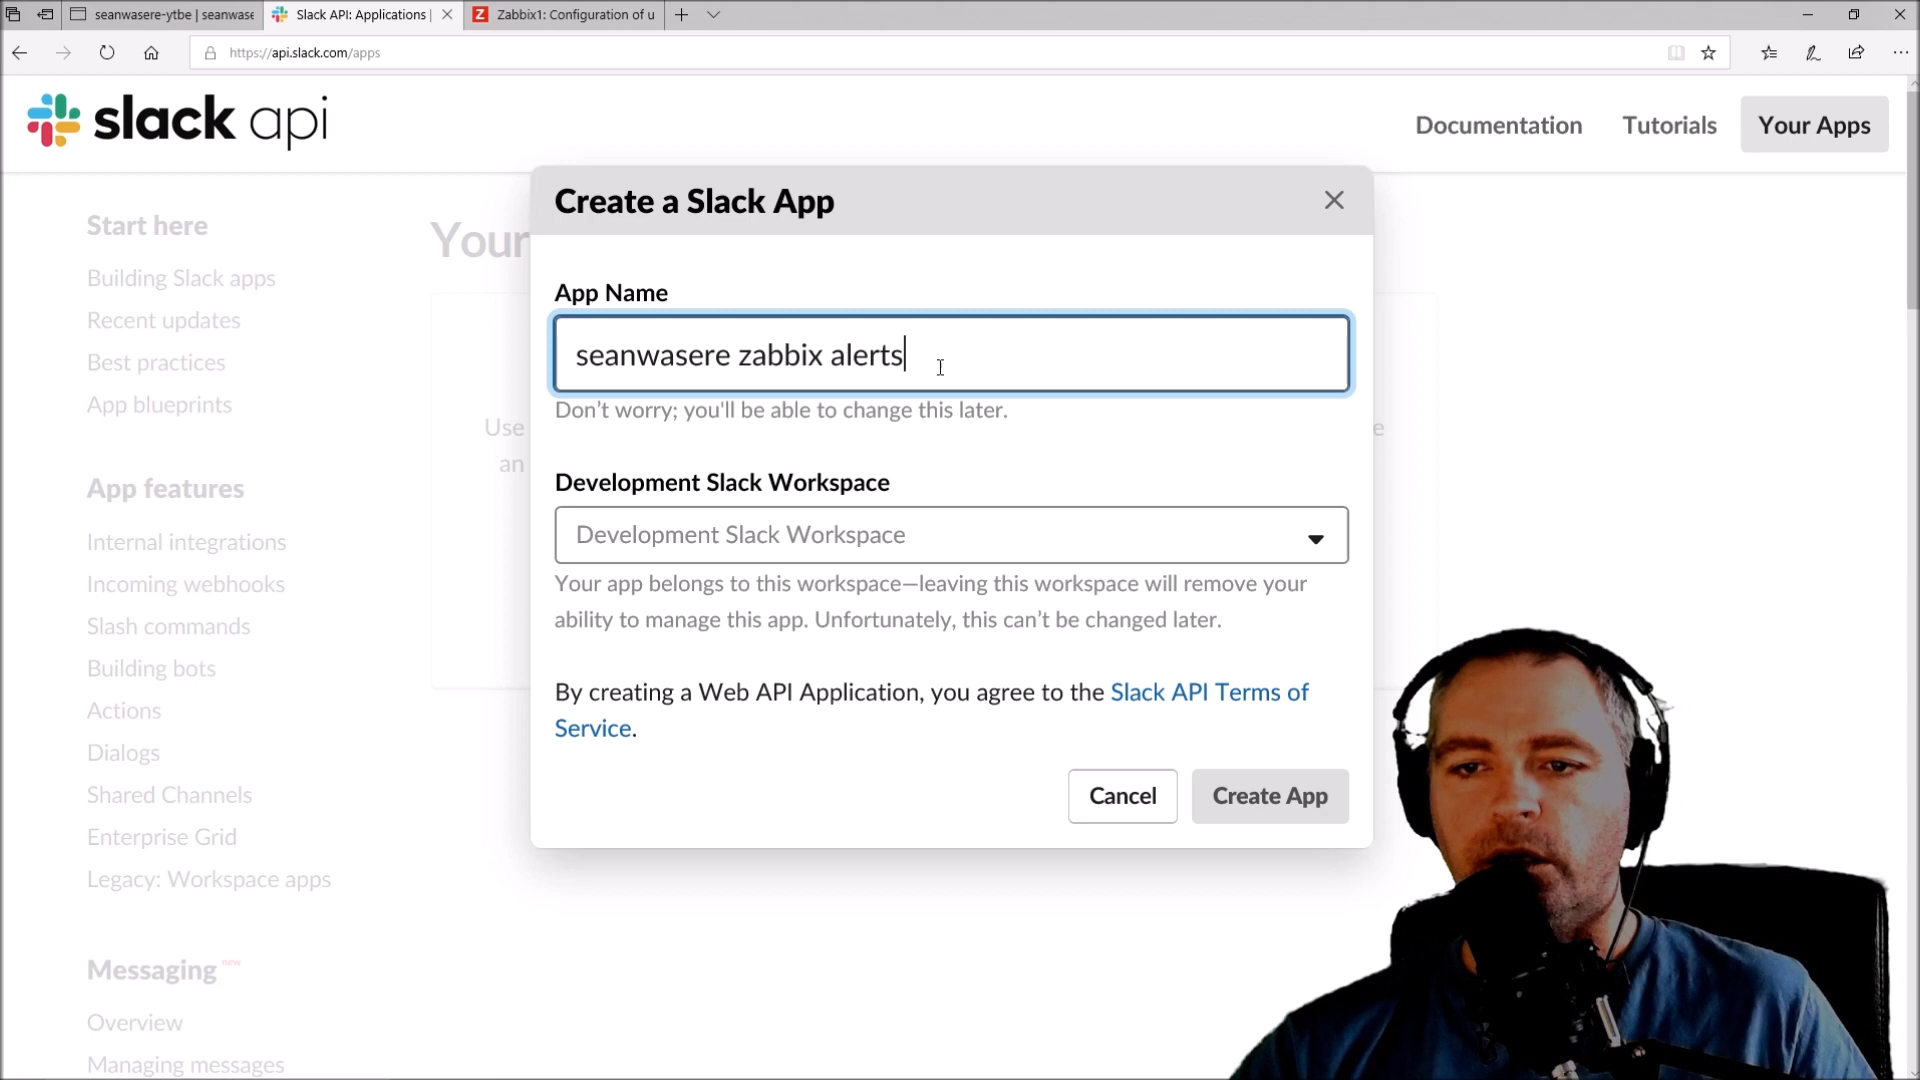 seanwasere-ytbe | seanwase
Slack API: Applications |
Zabbix1: Configuration of u
https://api.slack.com/apps
slack api
Documentation
Tutorials
Your Apps
Create a Slack App
Start here
Your
App Name
Building Slack apps
Recent updates
seanwasere zabbix alerts
Best practices
Don't worry; you'll be able to change this later.
App blueprints
Use
e
an
Development Slack Workspace
App features
Development Slack Workspace
Internal integrations
Your app belongs to this workspace—leaving this workspace will remove your
Incoming webhooks
ability to manage this app. Unfortunately, this can't be changed later.
Slash commands
Building bots
By creating a Web API Application, you agree to the Slack API Terms of
Actions
Service.
Dialogs
Shared Channels
Cancel
Create App
Enterprise Grid
Legacy: Workspace apps
Messaging new
Overview
Managing messages